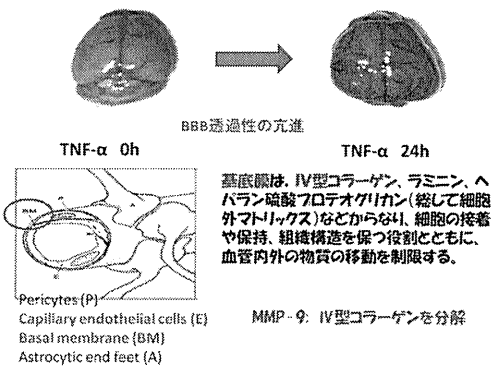 BBB透過性の亢進
TNF-α 0h
TNF-α 24h
基底膜は、IV型コラーゲン、ラミニン、ヘ
パラン硫酸プロテオグリカン(総して細胞
外マトリックス)などからなり、細胞の接着
や保持、組織構造を保つ役割とともに、
血管内外の物質の移動を制限する。
Pericytes (P)
Capillary endothelial cells (E)
Basal membrane (BM)
Astrocytic end feet (A)
MMP-9: IV型コラーゲンを分解